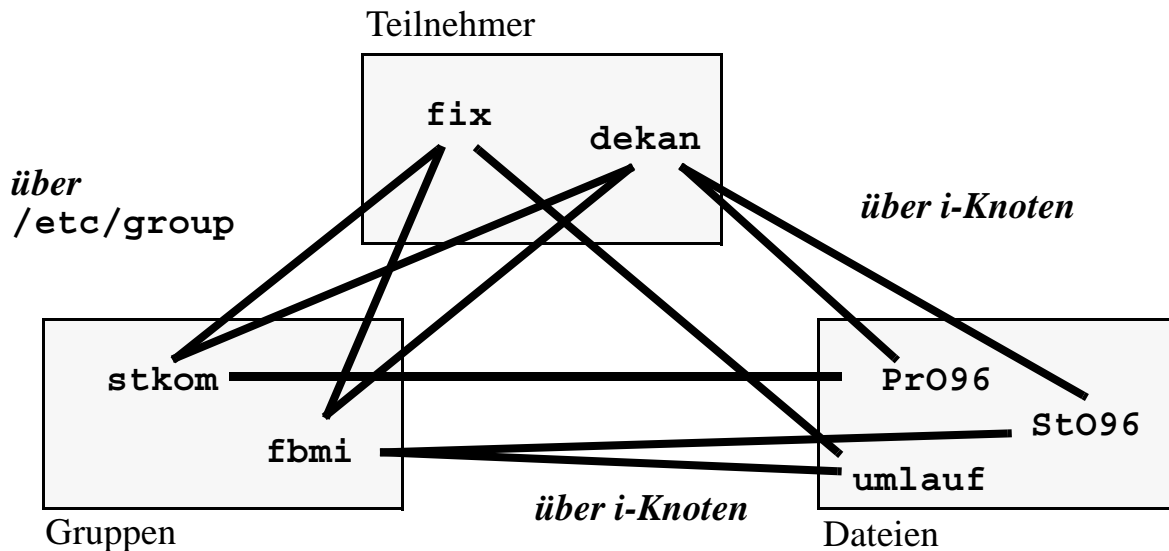 Teilnehmer
fix
dekan
über
/etc/group
über i-Knoten
stkom
PrO96
StO96
fbmi
umlauf
über i-Knoten
Gruppen
Dateien